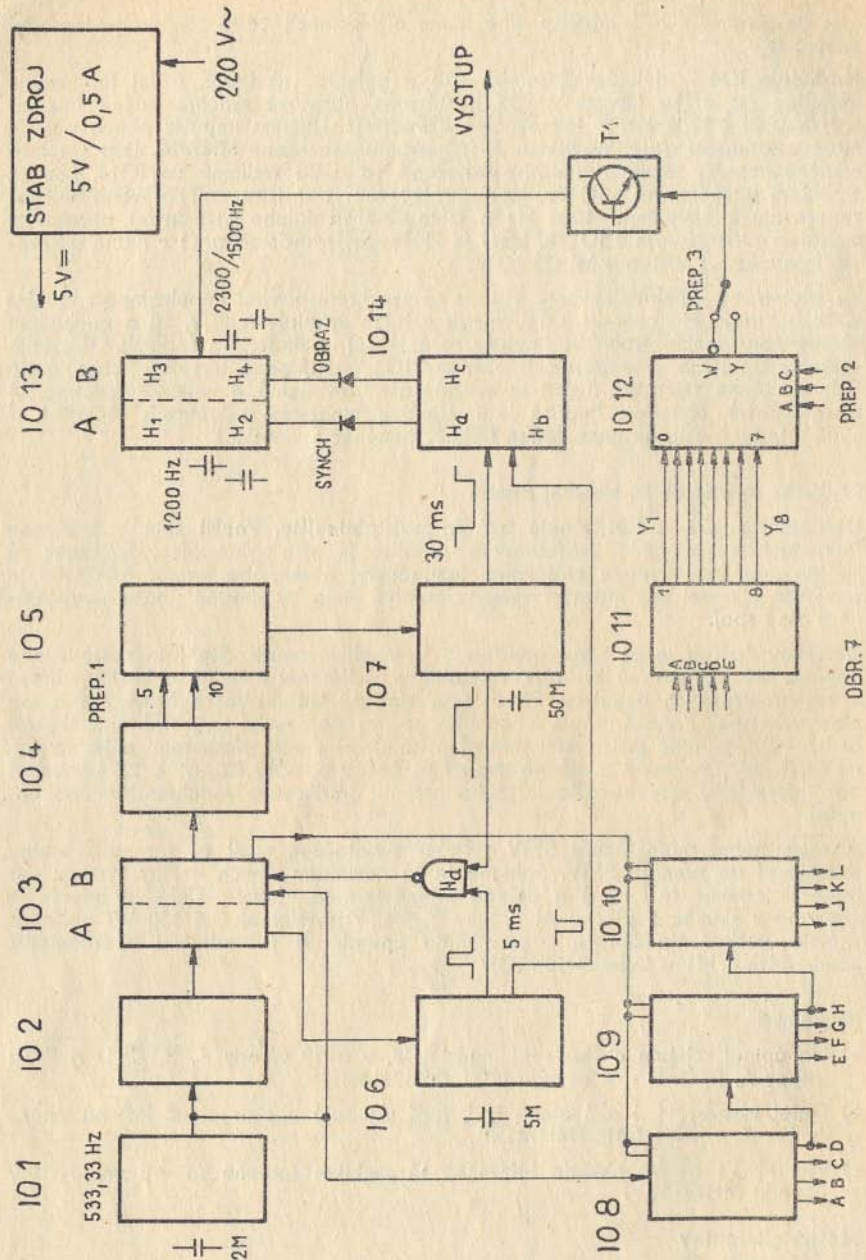 STAB ZDROJ
5V / 0,5 A
5V=
220 V~
IO 1
533,33 Hz
2M
IO 2
IO 3
A B
IO 4
PREP.1
5
10
IO 5
IO 13
A B
H1 H3
H2 H4
1200 Hz
2300/1500 Hz
SYNCH
OBRAZ
IO 14
Ha Hc
Hb
VYSTUP
IO 6
5M
5 ms
Hd
IO 7
50M
30 ms
T1
IO 8
A B C D
IO 9
E F G H
IO 10
I J K L
IO 11
A
B
C
D
E
1
8
Y1
Y8
IO 12
0
7
W
Y
A B C
PREP 2
PREP.3
OBR.7